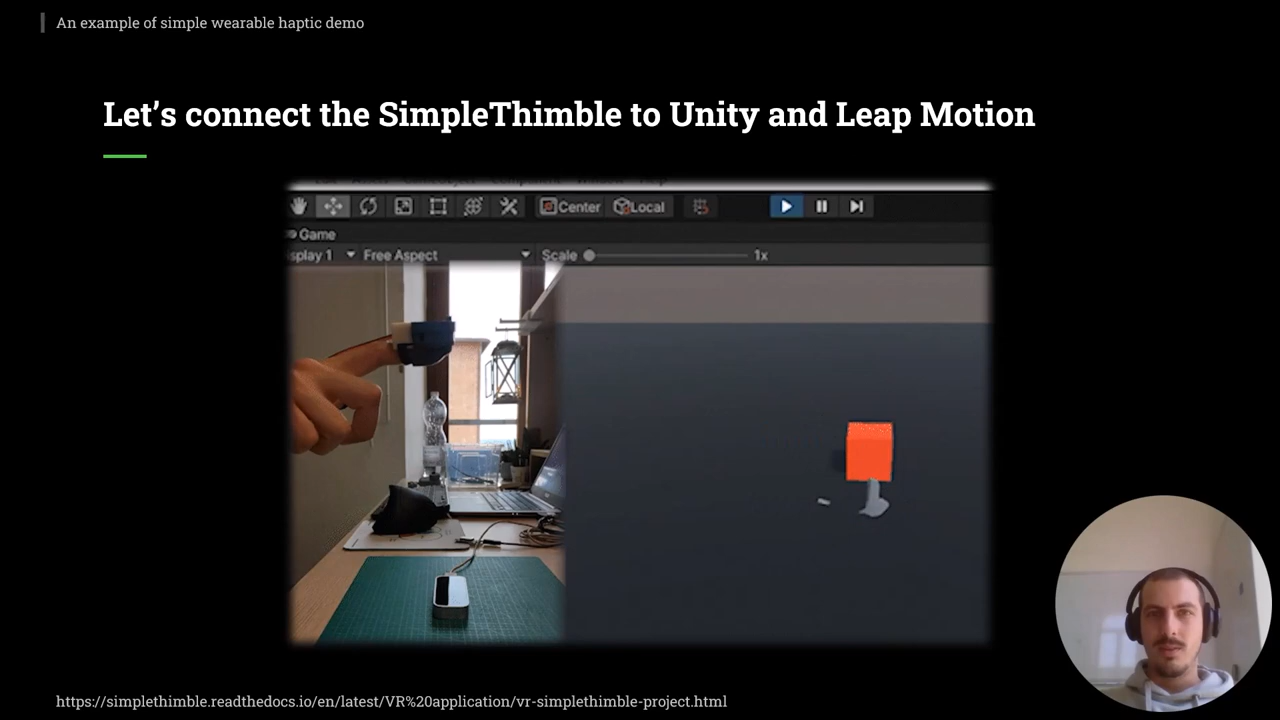 An example of simple wearable haptic demo
Let's connect the SimpleThimble to Unity and Leap Motion
Center Local
Game
splay 1 Free Aspect Scale 1x
https://simplethimble.readthedocs.io/en/latest/VR%20application/vr-simplethimble-project.html